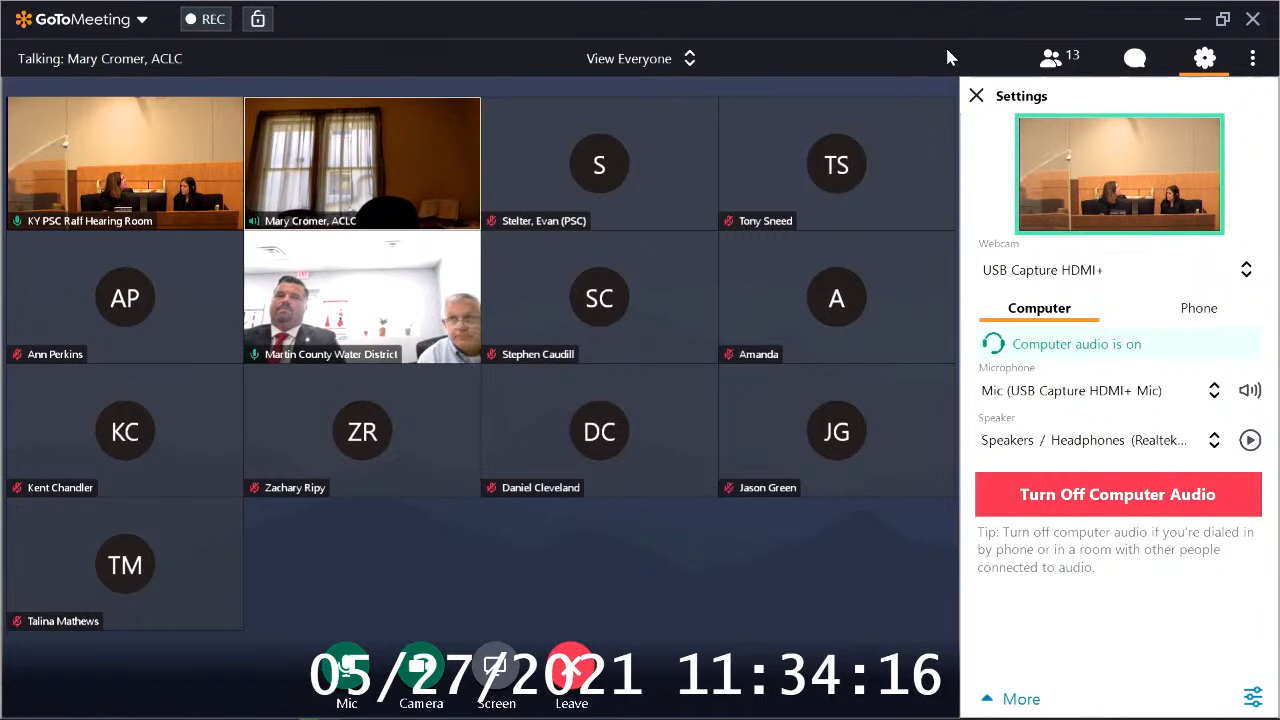 GoToMeeting
REC
Talking: Mary Cromer, ACLC
View Everyone
13
KY PSC Raff Hearing Room
Mary Cromer, ACLC
S
Stelter, Evan (PSC)
TS
Tony Sneed
AP
Ann Perkins
Martin County Water District
SC
Stephen Caudill
A
Amanda
KC
Kent Chandler
ZR
Zachary Ripy
DC
Daniel Cleveland
JG
Jason Green
TM
Talina Mathews
Mic
Camera
Screen
05/27/2021 11:34:16
Settings
Webcam
USB Capture HDMI+
Computer
Phone
Computer audio is on
Microphone
Mic (USB Capture HDMI+ Mic)
Speaker
Speakers / Headphones (Realtek...
Turn Off Computer Audio
Tip: Turn off computer audio if you're dialed in
by phone or in a room with other people
connected to audio.
More